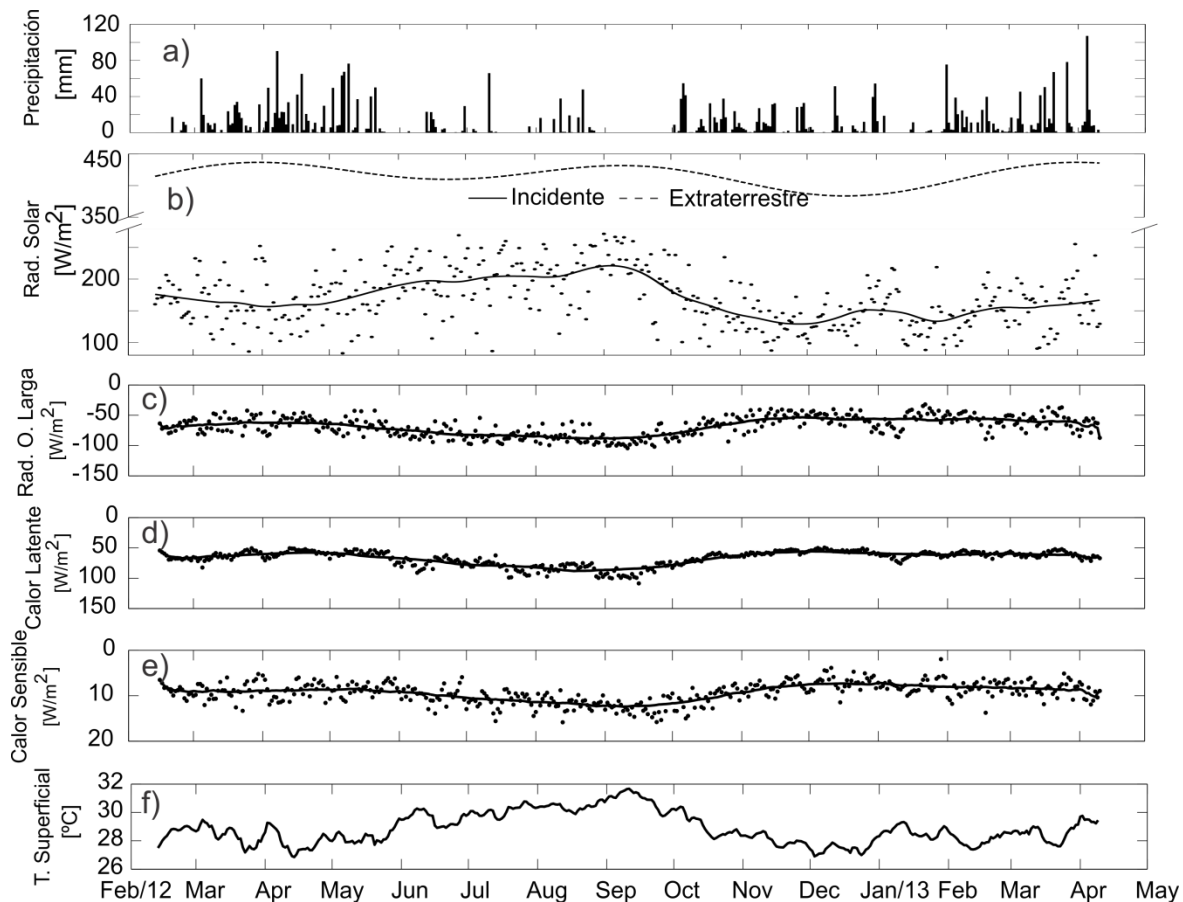 Precipitación
[mm]
a)
120
80
40
0
Rad. Solar
[W/m²]
b)
450
350
200
100
Incidente
Extraterrestre
Rad. O. Larga
[W/m²]
c)
0
-50
-100
-150
Calor Latente
[W/m²]
d)
0
50
100
150
Calor Sensible
[W/m²]
e)
0
10
20
T. Superficial
[ºC]
f)
32
30
28
26
Feb/12 Mar Apr May Jun Jul Aug Sep Oct Nov Dec Jan/13 Feb Mar Apr May